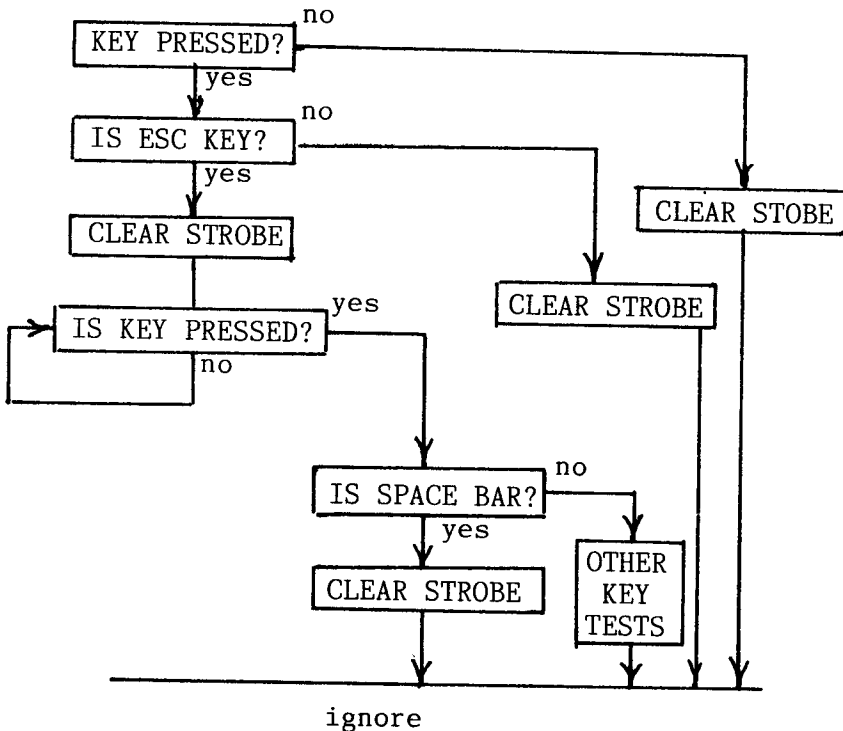 no
KEY PRESSED?
yes
no
IS ESC KEY?
yes
CLEAR STOBE
CLEAR STROBE
CLEAR STROBE
yes
IS KEY PRESSED?
no
no
IS SPACE BAR?
yes
OTHER
KEY
TESTS
CLEAR STROBE
ignore